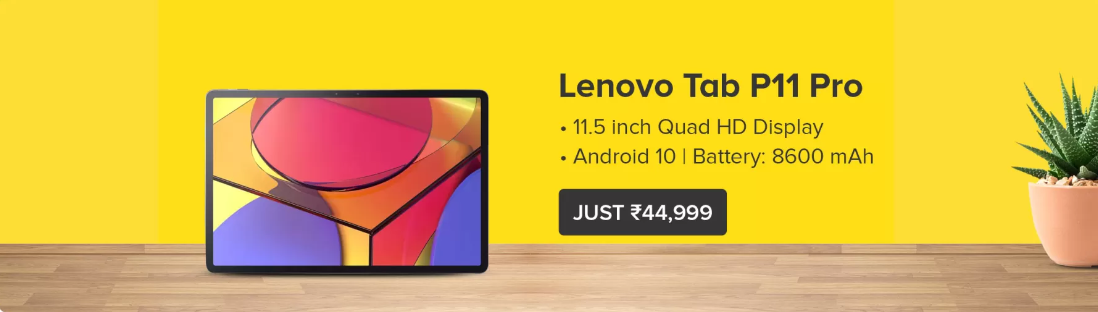 Lenovo Tab P11 Pro
• 11.5 inch Quad HD Display
• Android 10 | Battery: 8600 mAh
JUST ₹44,999